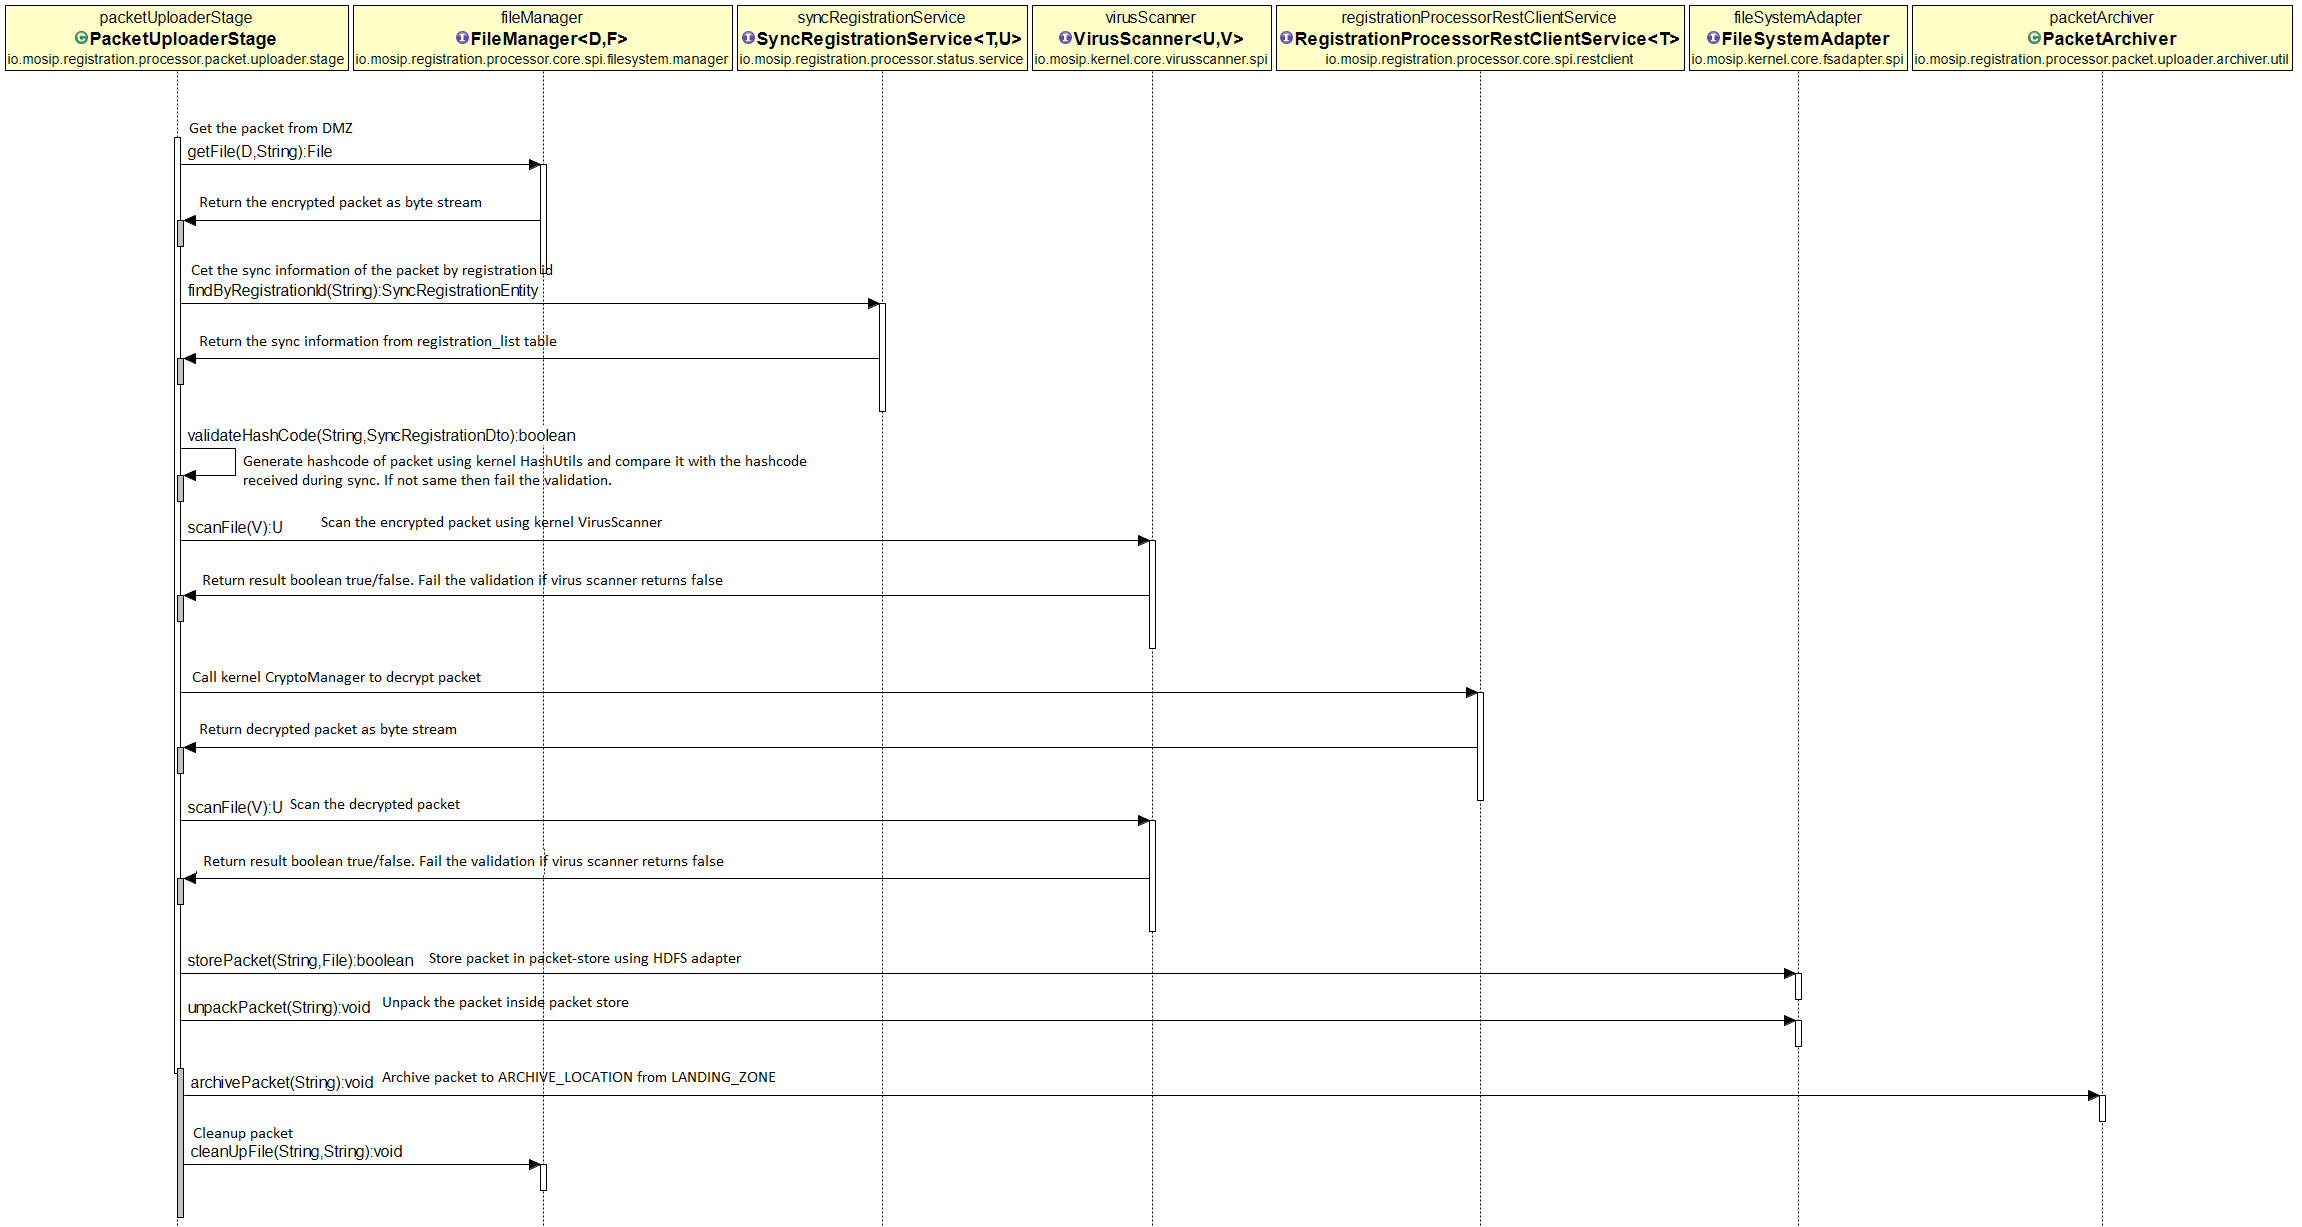 packetUploaderStage
PacketUploaderStage
io.mosip.registration.processor.packet.uploader.stage
fileManager
FileManager<D,F>
io.mosip.registration.processor.core.spi.filesystem.manager
syncRegistrationService
SyncRegistrationService<T,U>
io.mosip.registration.processor.status.service
virusScanner
VirusScanner<U,V>
io.mosip.kernel.core.virusscanner.spi
registrationProcessorRestClientService
RegistrationProcessorRestClientService<T>
io.mosip.registration.processor.core.spi.restclient
fileSystemAdapter
FileSystemAdapter
io.mosip.kernel.core.fsadapter.spi
packetArchiver
PacketArchiver
io.mosip.registration.processor.packet.uploader.archiver.util
Get the packet from DMZ
getFile(D,String):File
Return the encrypted packet as byte stream
Cet the sync information of the packet by registration id
findByRegistrationId(String):SyncRegistrationEntity
Return the sync information from registration_list table
validateHashCode(String,SyncRegistrationDto):boolean
Generate hashcode of packet using kernel HashUtils and compare it with the hashcode
received during sync. If not same then fail the validation.
scanFile(V):U Scan the encrypted packet using kernel VirusScanner
Return result boolean true/false. Fail the validation if virus scanner returns false
Call kernel CryptoManager to decrypt packet
Return decrypted packet as byte stream
scanFile(V):U Scan the decrypted packet
Return result boolean true/false. Fail the validation if virus scanner returns false
storePacket(String,File):boolean Store packet in packet-store using HDFS adapter
unpackPacket(String):void Unpack the packet inside packet store
archivePacket(String):void Archive packet to ARCHIVE_LOCATION from LANDING_ZONE
Cleanup packet
cleanUpFile(String,String):void